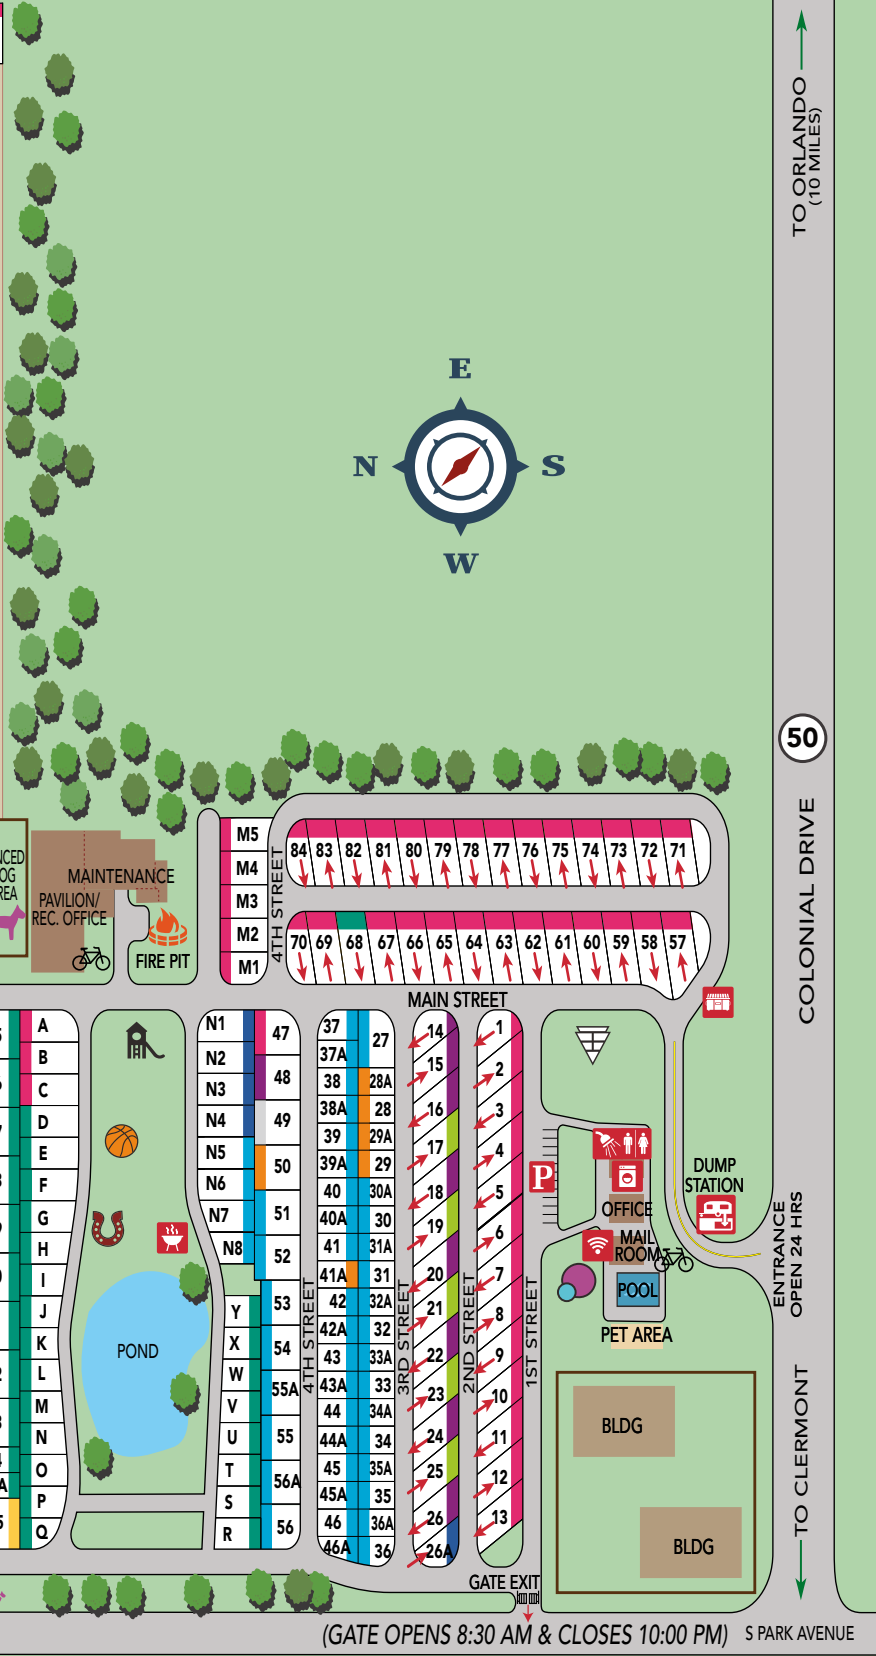 TO ORLANDO
(10 MILES)
E
N
S
W
50
COLONIAL DRIVE
M5
M4
M3
M2
M1
4TH STREET
84 83 82 81 80 79 78 77 76 75 74 73 72 71
70 69 68 67 66 65 64 63 62 61 60 59 58 57
MAINTENANCE
PAVILION/
REC. OFFICE
FIRE PIT
MAIN STREET
A
B
C
D
E
F
G
H
I
J
K
L
M
N
O
P
Q
POND
N1
N2
N3
N4
N5
N6
N7
N8
Y
X
W
V
U
T
S
R
47
48
49
50
51
52
53
54
55A
55
56A
56
4TH STREET
37
37A
38
38A
39
39A
40
40A
41
41A
42
42A
43
43A
44
44A
45
45A
46
46A
27
28A
28
29A
29
30A
30
31A
31
32A
32
33A
33
34A
34
35A
35
36A
36
3RD STREET
14
15
16
17
18
19
20
21
22
23
24
25
26
26A
2ND STREET
1
2
3
4
5
6
7
8
9
10
11
12
13
1ST STREET
P
OFFICE
MAIL
ROOM
POOL
PET AREA
DUMP
STATION
ENTRANCE
OPEN 24 HRS
BLDG
BLDG
TO CLERMONT
GATE EXIT
(GATE OPENS 8:30 AM & CLOSES 10:00 PM)
S PARK AVENUE